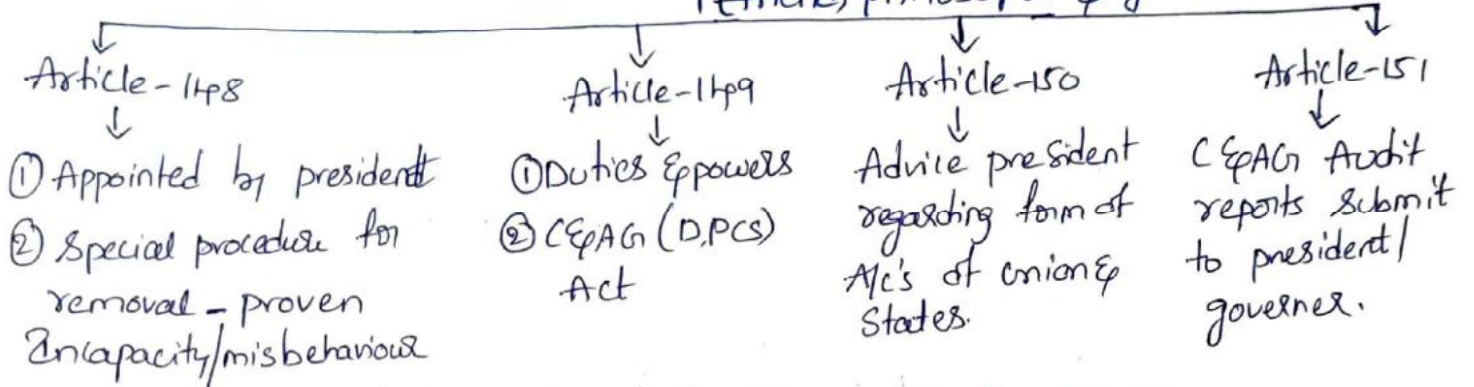 Article-148
① Appointed by president
② Special procedure for
removal - proven
Incapacity/misbehaviour
Article-149
① Duties & powers
② C&AG (D,PCS)
Act
Article-150
Advice president
regarding form of
A/c's of union &
States.
Article-151
C&AG Audit
reports submit
to president/
governer.